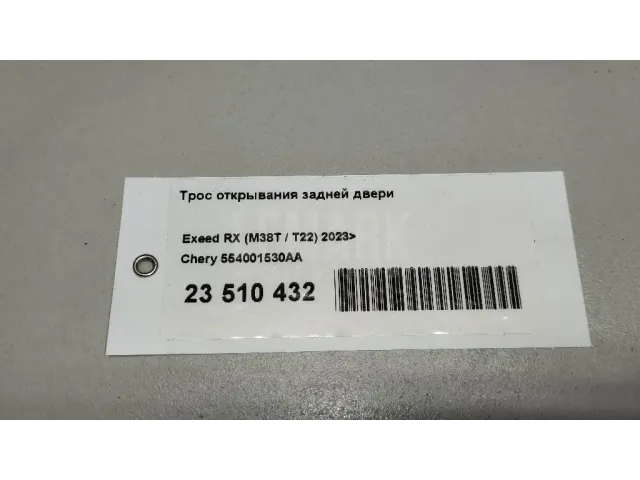 Трос открывания задней двери
Exeed RX (M38T / T22) 2023>
Chery 554001530AA
23 510 432